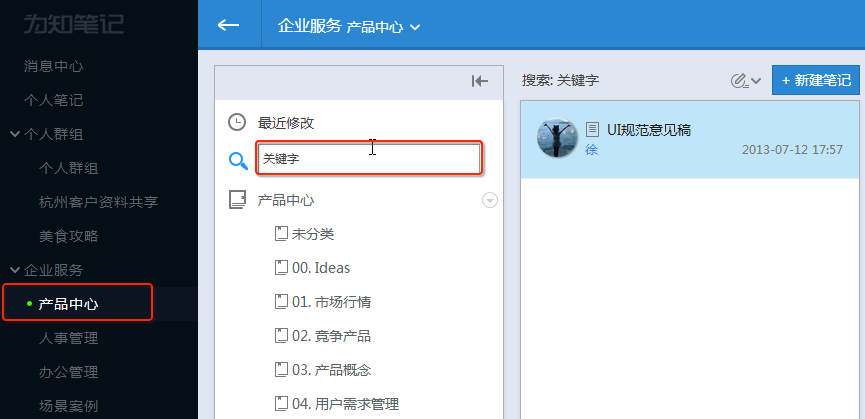 为知笔记
消息中心
个人笔记
个人群组
个人群组
杭州客户资料共享
美食攻略
企业服务
产品中心
人事管理
办公管理
场景案例
企业服务 产品中心
最近修改
关键字
产品中心
未分类
00. Ideas
01. 市场行情
02. 竞争产品
03. 产品概念
04. 用户需求管理
搜索: 关键字
+ 新建笔记
UI规范意见稿
徐
2013-07-12 17:57